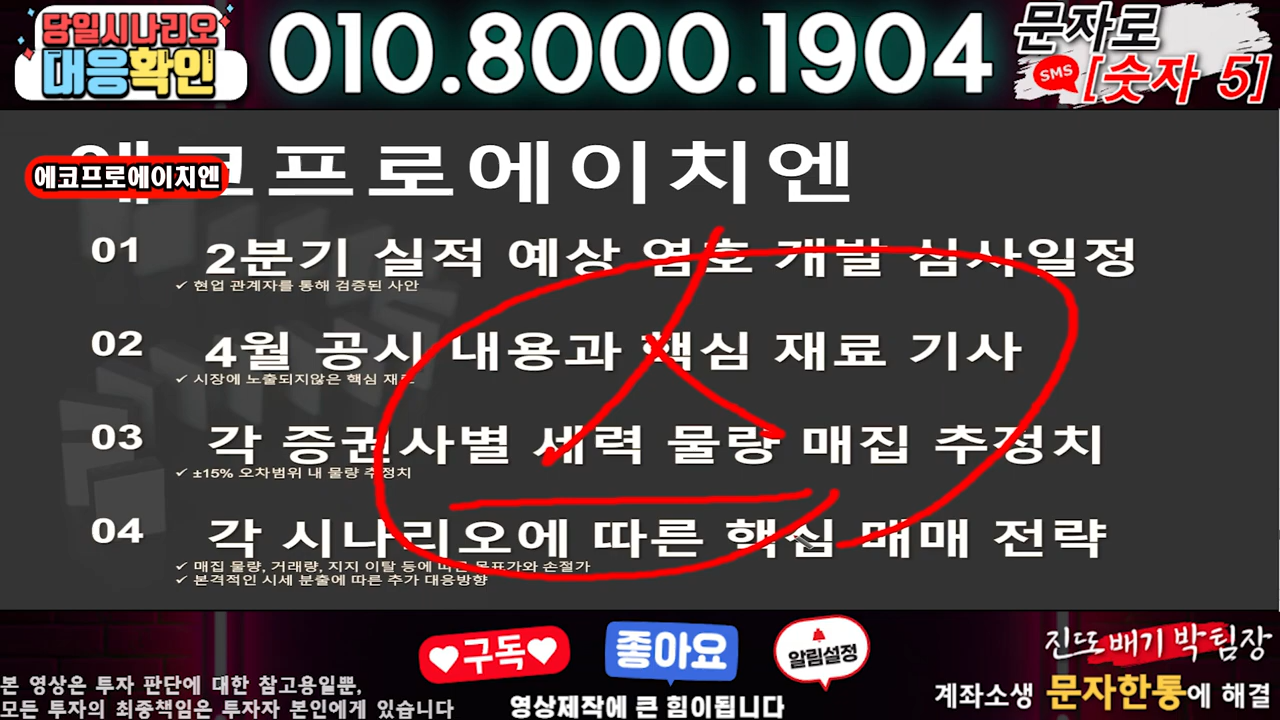 당일시나리오
대응확인
010.8000.1904
문자로
SMS
[숫자 5]
에코프로에이치엔
에코프로에이치엔
01 2분기 실적 예상 염호 개발 심사일정
✓ 현업 관계자를 통해 검증된 사안
02 4월 공시 내용과 핵심 재료 기사
✓ 시장에 노출되지않은 핵심 재료
03 각 증권사별 세력 물량 매집 추정치
✓ ±15% 오차범위 내 물량 추정치
04 각 시나리오에 따른 핵심 매매 전략
✓ 매집 물량, 거래량, 지지 이탈 등에 따른 목표가와 손절가
✓ 본격적인 시세 분출에 따른 추가 대응방향
구독
좋아요
알림설정
영상제작에 큰 힘이됩니다
본 영상은 투자 판단에 대한 참고용일뿐,
모든 투자의 최종책임은 투자자 본인에게 있습니다
진또배기 박팀장
계좌소생 문자한통에 해결